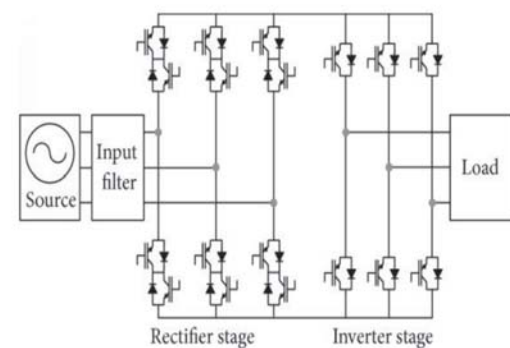 Source
Input
filter
Load
Rectifier stage
Inverter stage